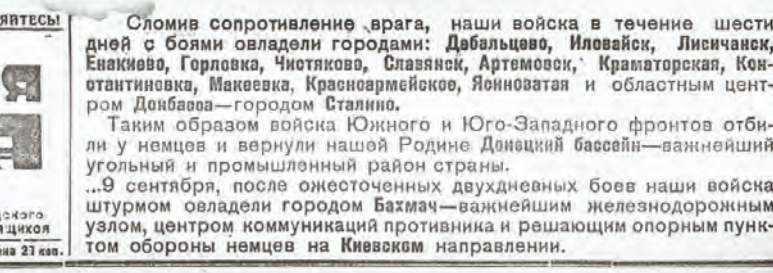 ЯЙТЕСЬ!
Я
ского
щихся
на 21 коп.
Сломив сопротивление врага, наши войска в течение шести
дней с боями овладели городами: Дебальцево, Иловайск, Лисичанск,
Енакиево, Горловка, Чистяково, Славянск, Артемовск, Краматорская, Кон-
стантиновка, Макеевка, Красноармейское, Ясиноватая и областным цент-
ром Донбасса—городом Сталино.
Таким образом войска Южного и Юго-Западного фронтов отби-
ли у немцев и вернули нашей Родине Донецкий бассейн—важнейший
угольный и промышленный район страны.
...9 сентября, после ожесточенных двухдневных боев наши войска
штурмом овладели городом Бахмач—важнейшим железнодорожным
узлом, центром коммуникаций противника и решающим опорным пунк-
том обороны немцев на Киевском направлении.